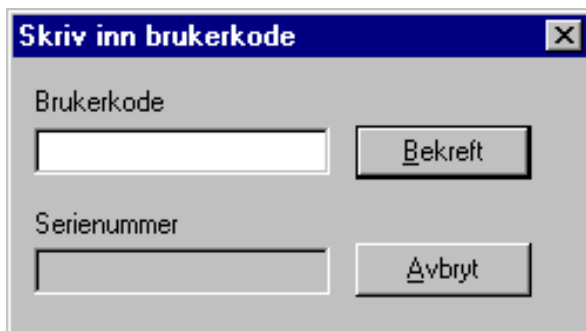 Skriv inn brukerkode
Brukerkode
Bekreft
Serienummer
Avbryt